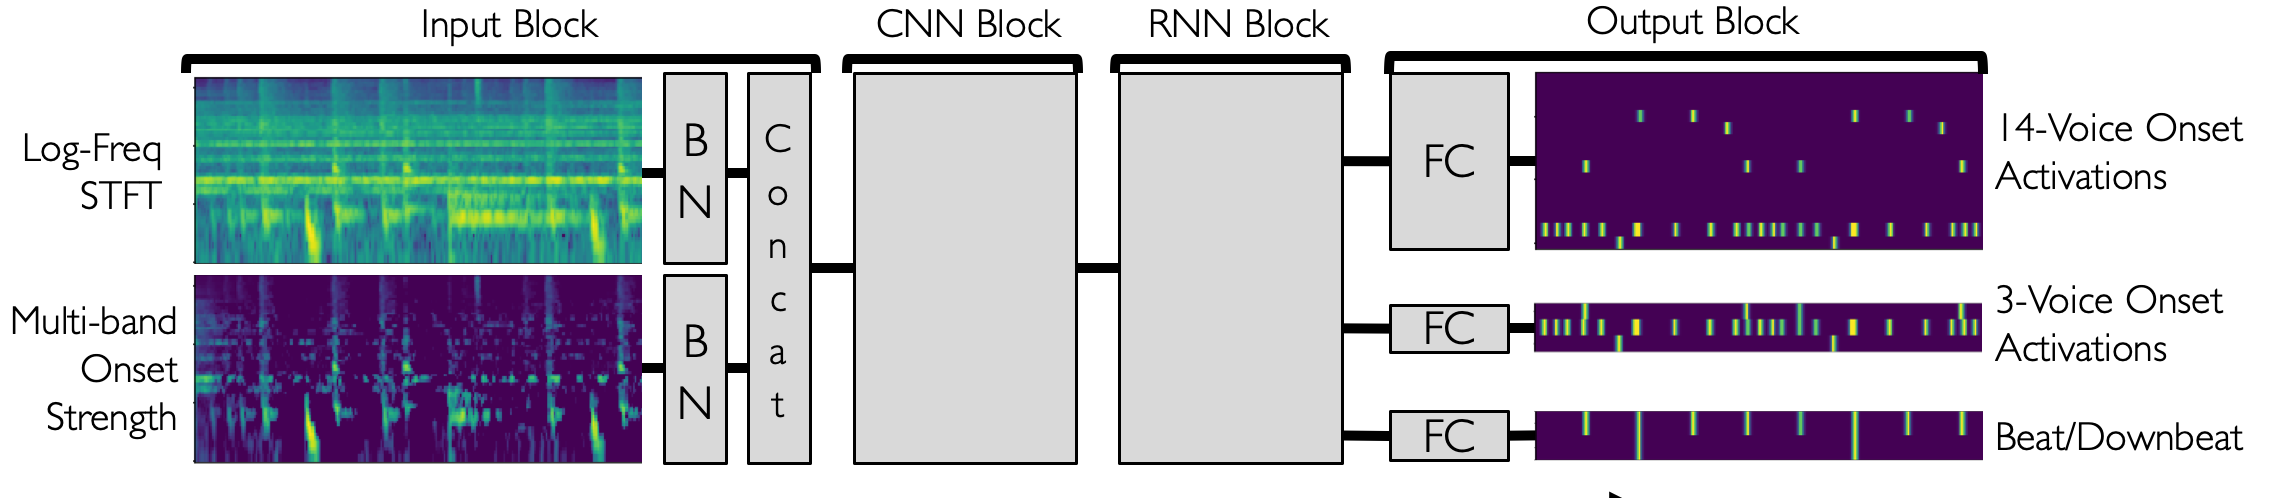 Input Block
CNN Block
RNN Block
Output Block
Log-Freq
STFT
B
N
C
o
n
c
a
t
FC
14-Voice Onset
Activations
Multi-band
Onset
Strength
B
N
FC
3-Voice Onset
Activations
FC
Beat/Downbeat